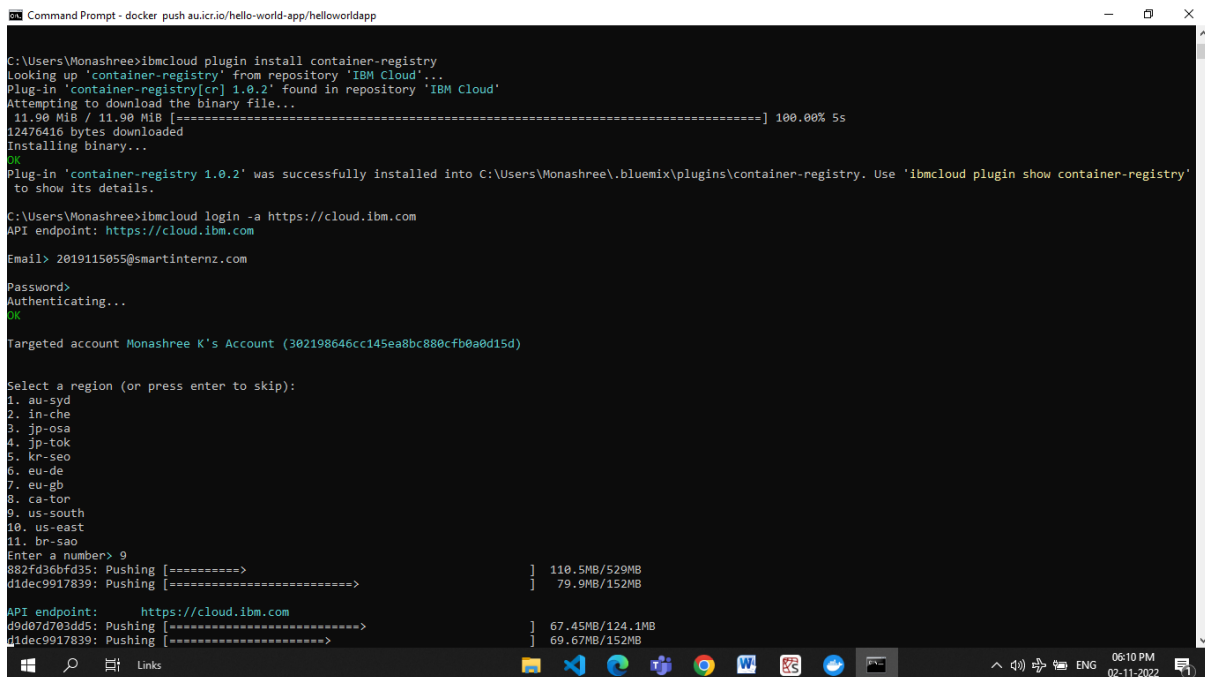 Command Prompt - docker push au.icr.io/hello-world-app/helloworldapp
C:\Users\Monashree>ibmcloud plugin install container-registry
Looking up 'container-registry' from repository 'IBM Cloud'...
Plug-in 'container-registry[cr] 1.0.2' found in repository 'IBM Cloud'
Attempting to download the binary file...
11.90 MiB / 11.90 MiB [===================================================================================] 100.00% 5s
12476416 bytes downloaded
Installing binary...
OK
Plug-in 'container-registry 1.0.2' was successfully installed into C:\Users\Monashree\.bluemix\plugins\container-registry. Use 'ibmcloud plugin show container-registry'
to show its details.
C:\Users\Monashree>ibmcloud login -a https://cloud.ibm.com
API endpoint: https://cloud.ibm.com
Email> 2019115055@smartinternz.com
Password>
Authenticating...
OK
Targeted account Monashree K's Account (302198646cc145ea8bc880cfb0a0d15d)
Select a region (or press enter to skip):
1. au-syd
2. in-che
3. jp-osa
4. jp-tok
5. kr-seo
6. eu-de
7. eu-gb
8. ca-tor
9. us-south
10. us-east
11. br-sao
Enter a number> 9
882fd36bfd35: Pushing [==========> ] 110.5MB/529MB
d1dec9917839: Pushing [==========================> ] 79.9MB/152MB
API endpoint: https://cloud.ibm.com
d9d07d703dd5: Pushing [===========================> ] 67.45MB/124.1MB
d1dec9917839: Pushing [======================> ] 69.67MB/152MB
Links
ENG
06:10 PM
02-11-2022
1